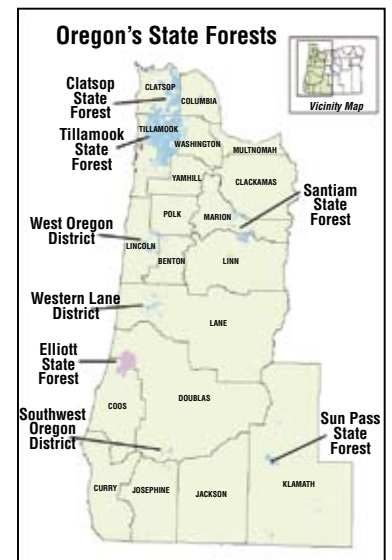 Oregon's State Forests
Vicinity Map
Clatsop
State
Forest
Tillamook
State
Forest
CLATSOP
COLUMBIA
TILLAMOOK
WASHINGTON
MULTNOMAH
YAMHILL
CLACKAMAS
Santiam
State
Forest
POLK
MARION
West Oregon
District
LINCOLN
BENTON
LINN
Western Lane
District
LANE
Elliott
State
Forest
COOS
DOUBLAS
Southwest
Oregon
District
Sun Pass
State
Forest
CURRY
JOSEPHINE
JACKSON
KLAMATH